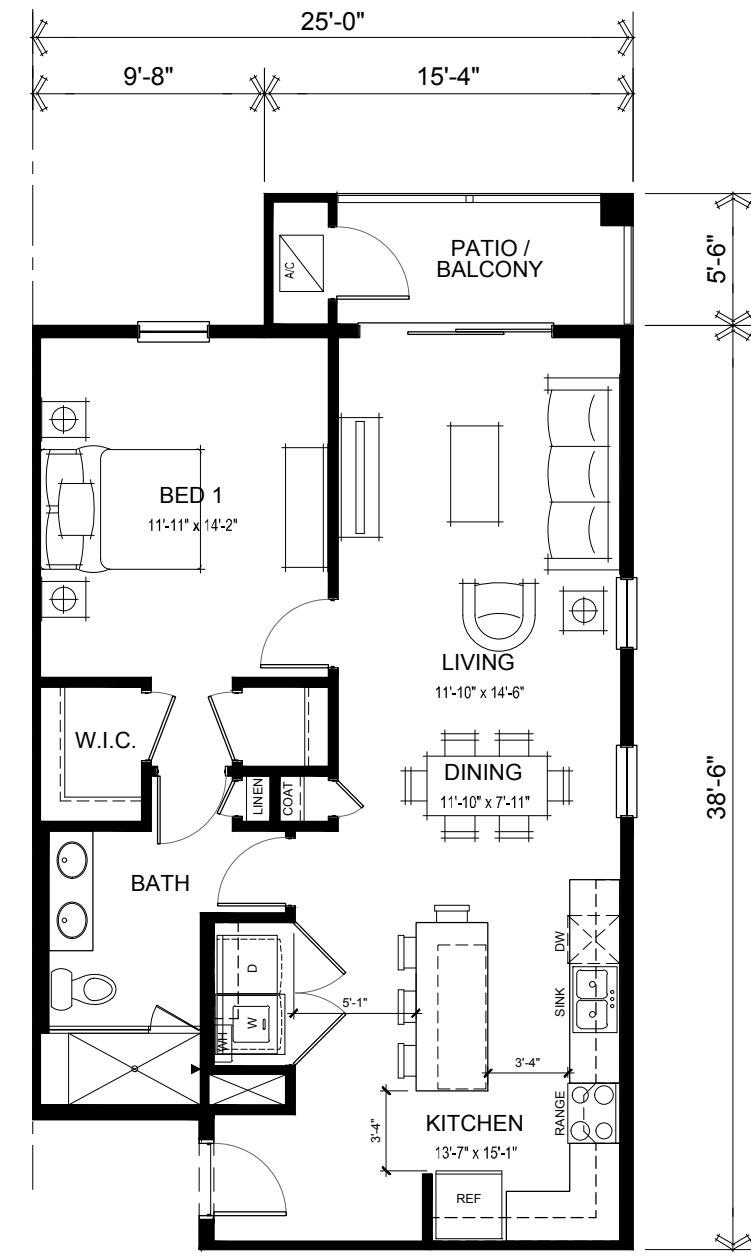 25'-0"
9'-8"
15'-4"
5'-6"
A/C
PATIO /
BALCONY
BED 1
11'-11" x 14'-2"
LIVING
11'-10" x 14'-6"
38'-6"
W.I.C.
LINEN
COAT
DINING
11'-10" x 7'-11"
BATH
DW
D
5'-1"
SINK
W
WH
3'-4"
RANGE
3'-4"
KITCHEN
13'-7" x 15'-1"
REF